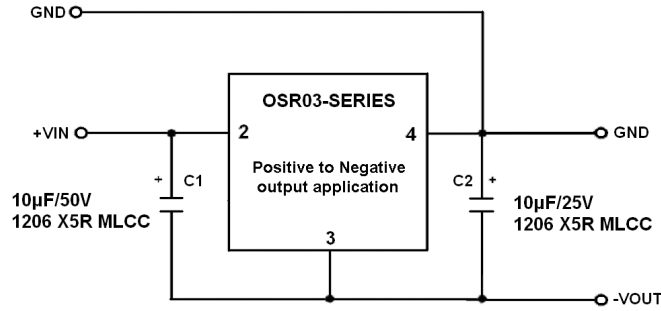 GND
OSR03-SERIES
+VIN
2
4
GND
Positive to Negative
output application
+
C1
C2
+
10µF/50V
1206 X5R MLCC
10µF/25V
1206 X5R MLCC
3
-VOUT